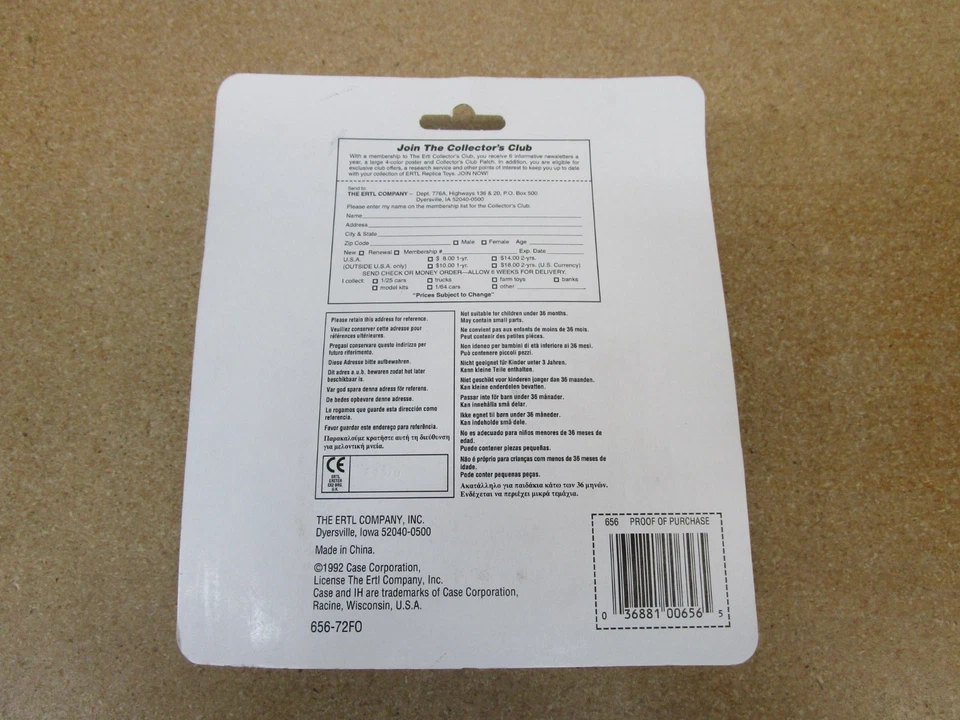 Join The Collector's Club
With a membership to The Ertl Collector's Club, you receive 6 informative newsletters a
year, a large 4-color poster and Collector's Club Patch. In addition, you are eligible for
exclusive club offers, a research service and other points of interest to keep you up to date
with your collection of ERTL Replica Toys. JOIN NOW!
Send to:
THE ERTL COMPANY – Dept. 776A, Highways 136 & 20, P.O. Box 500
Dyersville, IA 52040-0500
Please enter my name on the membership list for the Collector's Club:
Name
Address
City & State
Zip Code Male Female Age
New Renewal Membership # Exp. Date
U.S.A. $ 8.00 1-yr. $14.00 2-yrs.
(OUTSIDE U.S.A. only) $10.00 1-yr. $18.00 2-yrs. (U.S. Currency)
SEND CHECK OR MONEY ORDER—ALLOW 6 WEEKS FOR DELIVERY.
I collect: 1/25 cars trucks farm toys banks
model kits 1/64 cars other
"Prices Subject to Change"
Please retain this address for reference.
Veuillez conserver cette adresse pour
références ultérieures.
Pregasi conservare questo indirizzo per
futuro riferimento.
Diese Adresse bitte aufbewahren.
Dit adres a.u.b. bewaren zodat het later
beschikbaar is.
Var god spara denna adress för referens.
De bedes opbevare denne adresse.
Le rogamos que guarde esta dirección como
referencia.
Favor guardar este endereço para referência.
Παρακαλούμε κρατήστε αυτή τη διεύθυνση
για μελοντική μνεία.
CE
ERTL
EXETER
EX2 8NU
U.K.
Not suitable for children under 36 months.
May contain small parts.
Ne convient pas aux enfants de moins de 36 mois.
Peut contenir des petites pièces.
Non idoneo per bambini di età inferiore ai 36 mesi.
Può contenere piccoli pezzi.
Nicht geeignet für Kinder unter 3 Jahren.
Kann kleine Teile enthalten.
Niet geschikt voor kinderen jonger dan 36 maanden.
Kan kleine onderdelen bevatten.
Passar inte för barn under 36 månader.
Kan innehålla små delar.
Ikke egnet til børn under 36 måneder.
Kan indeholde små dele.
No es adecuado para niños menores de 36 meses de
edad.
Puede contener piezas pequeñas.
Não é próprio para crianças com menos de 36 meses de
idade.
Pode conter pequenas peças.
Ακατάλληλο για παιδάκια κάτω των 36 μηνών.
Ενδέχεται να περιέχει μικρά τεμάχια.
THE ERTL COMPANY, INC.
Dyersville, Iowa 52040-0500
Made in China.
©1992 Case Corporation,
License The Ertl Company, Inc.
Case and IH are trademarks of Case Corporation,
Racine, Wisconsin, U.S.A.
656-72FO
656 PROOF OF PURCHASE
0 36881 00656 5